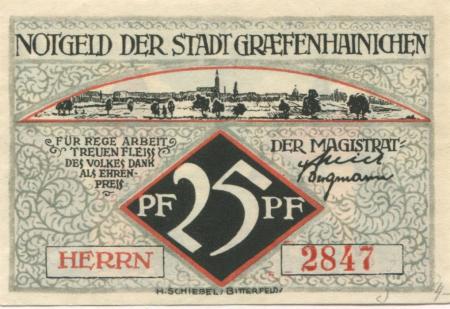 NOTGELD DER STADT GRÆFENHAINICHEN
FÜR REGE ARBEIT
TREUEN FLEISS
DES VOLKES DANK
ALS EHREN-
PREIS
DER MAGISTRAT
Bergmann
PF 25 PF
HERRN
2847
H. SCHIEBEL, BITTERFELD